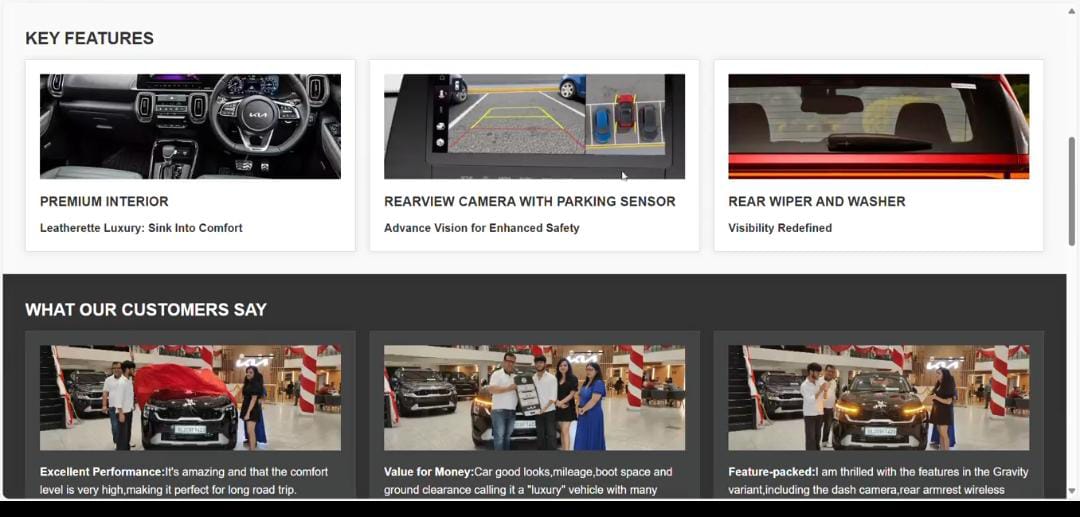 KEY FEATURES
PREMIUM INTERIOR
Leatherette Luxury: Sink Into Comfort
REARVIEW CAMERA WITH PARKING SENSOR
Advance Vision for Enhanced Safety
REAR WIPER AND WASHER
Visibility Redefined
WHAT OUR CUSTOMERS SAY
Excellent Performance:It's amazing and that the comfort
level is very high,making it perfect for long road trip.
Value for Money:Car good looks,mileage,boot space and
ground clearance calling it a "luxury" vehicle with many
Feature-packed:I am thrilled with the features in the Gravity
variant,including the dash camera,rear armrest wireless